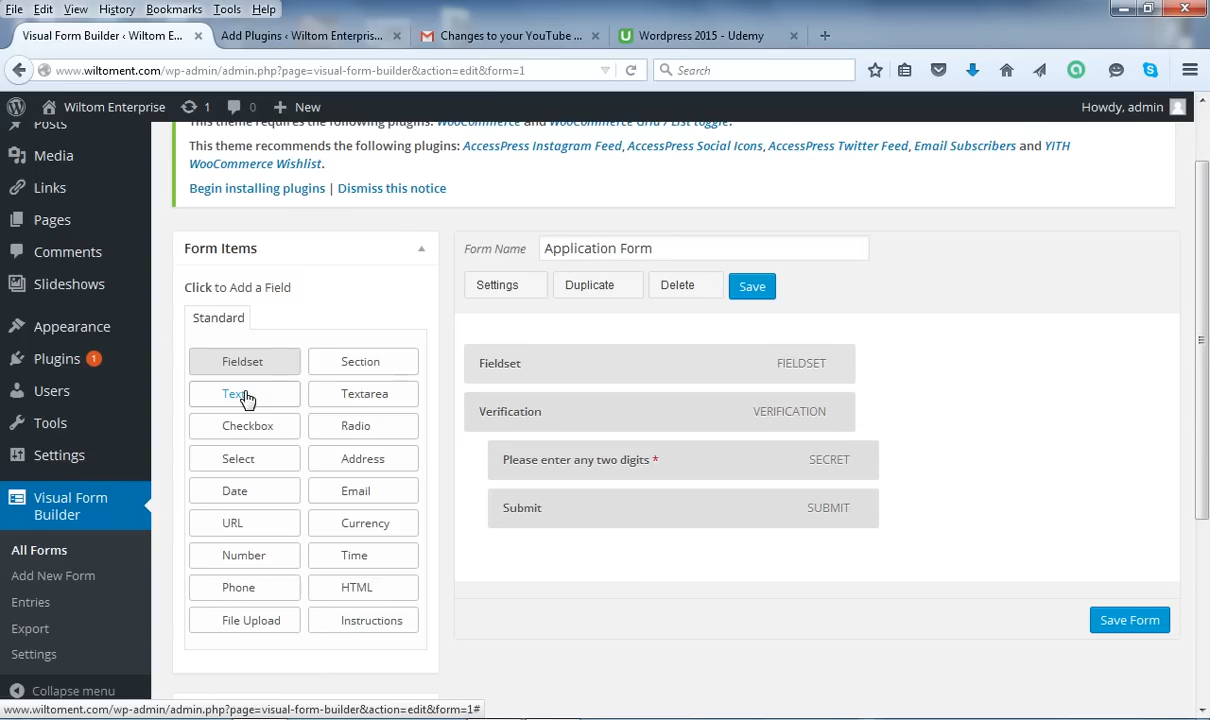 File Edit View History Bookmarks Tools Help
Visual Form Builder ‹ Wiltom E... Add Plugins ‹ Wiltom Enterpris... Changes to your YouTube ... Wordpress 2015 - Udemy
www.wiltoment.com/wp-admin/admin.php?page=visual-form-builder&action=edit&form=1 Search
Wiltom Enterprise 1 0 New Howdy, admin
Posts
Media
Links
Pages
Comments
Slideshows
Appearance
Plugins 1
Users
Tools
Settings
Visual Form
Builder
All Forms
Add New Form
Entries
Export
Settings
Collapse menu
This theme requires the following plugins: WooCommerce and WooCommerce Grid / List toggle.
This theme recommends the following plugins: AccessPress Instagram Feed, AccessPress Social Icons, AccessPress Twitter Feed, Email Subscribers and YITH
WooCommerce Wishlist.
Begin installing plugins | Dismiss this notice
Form Items
Click to Add a Field
Standard
Fieldset Section
Text Textarea
Checkbox Radio
Select Address
Date Email
URL Currency
Number Time
Phone HTML
File Upload Instructions
Form Name Application Form
Settings Duplicate Delete Save
Fieldset FIELDSET
Verification VERIFICATION
Please enter any two digits * SECRET
Submit SUBMIT
Save Form
www.wiltoment.com/wp-admin/admin.php?page=visual-form-builder&action=edit&form=1#